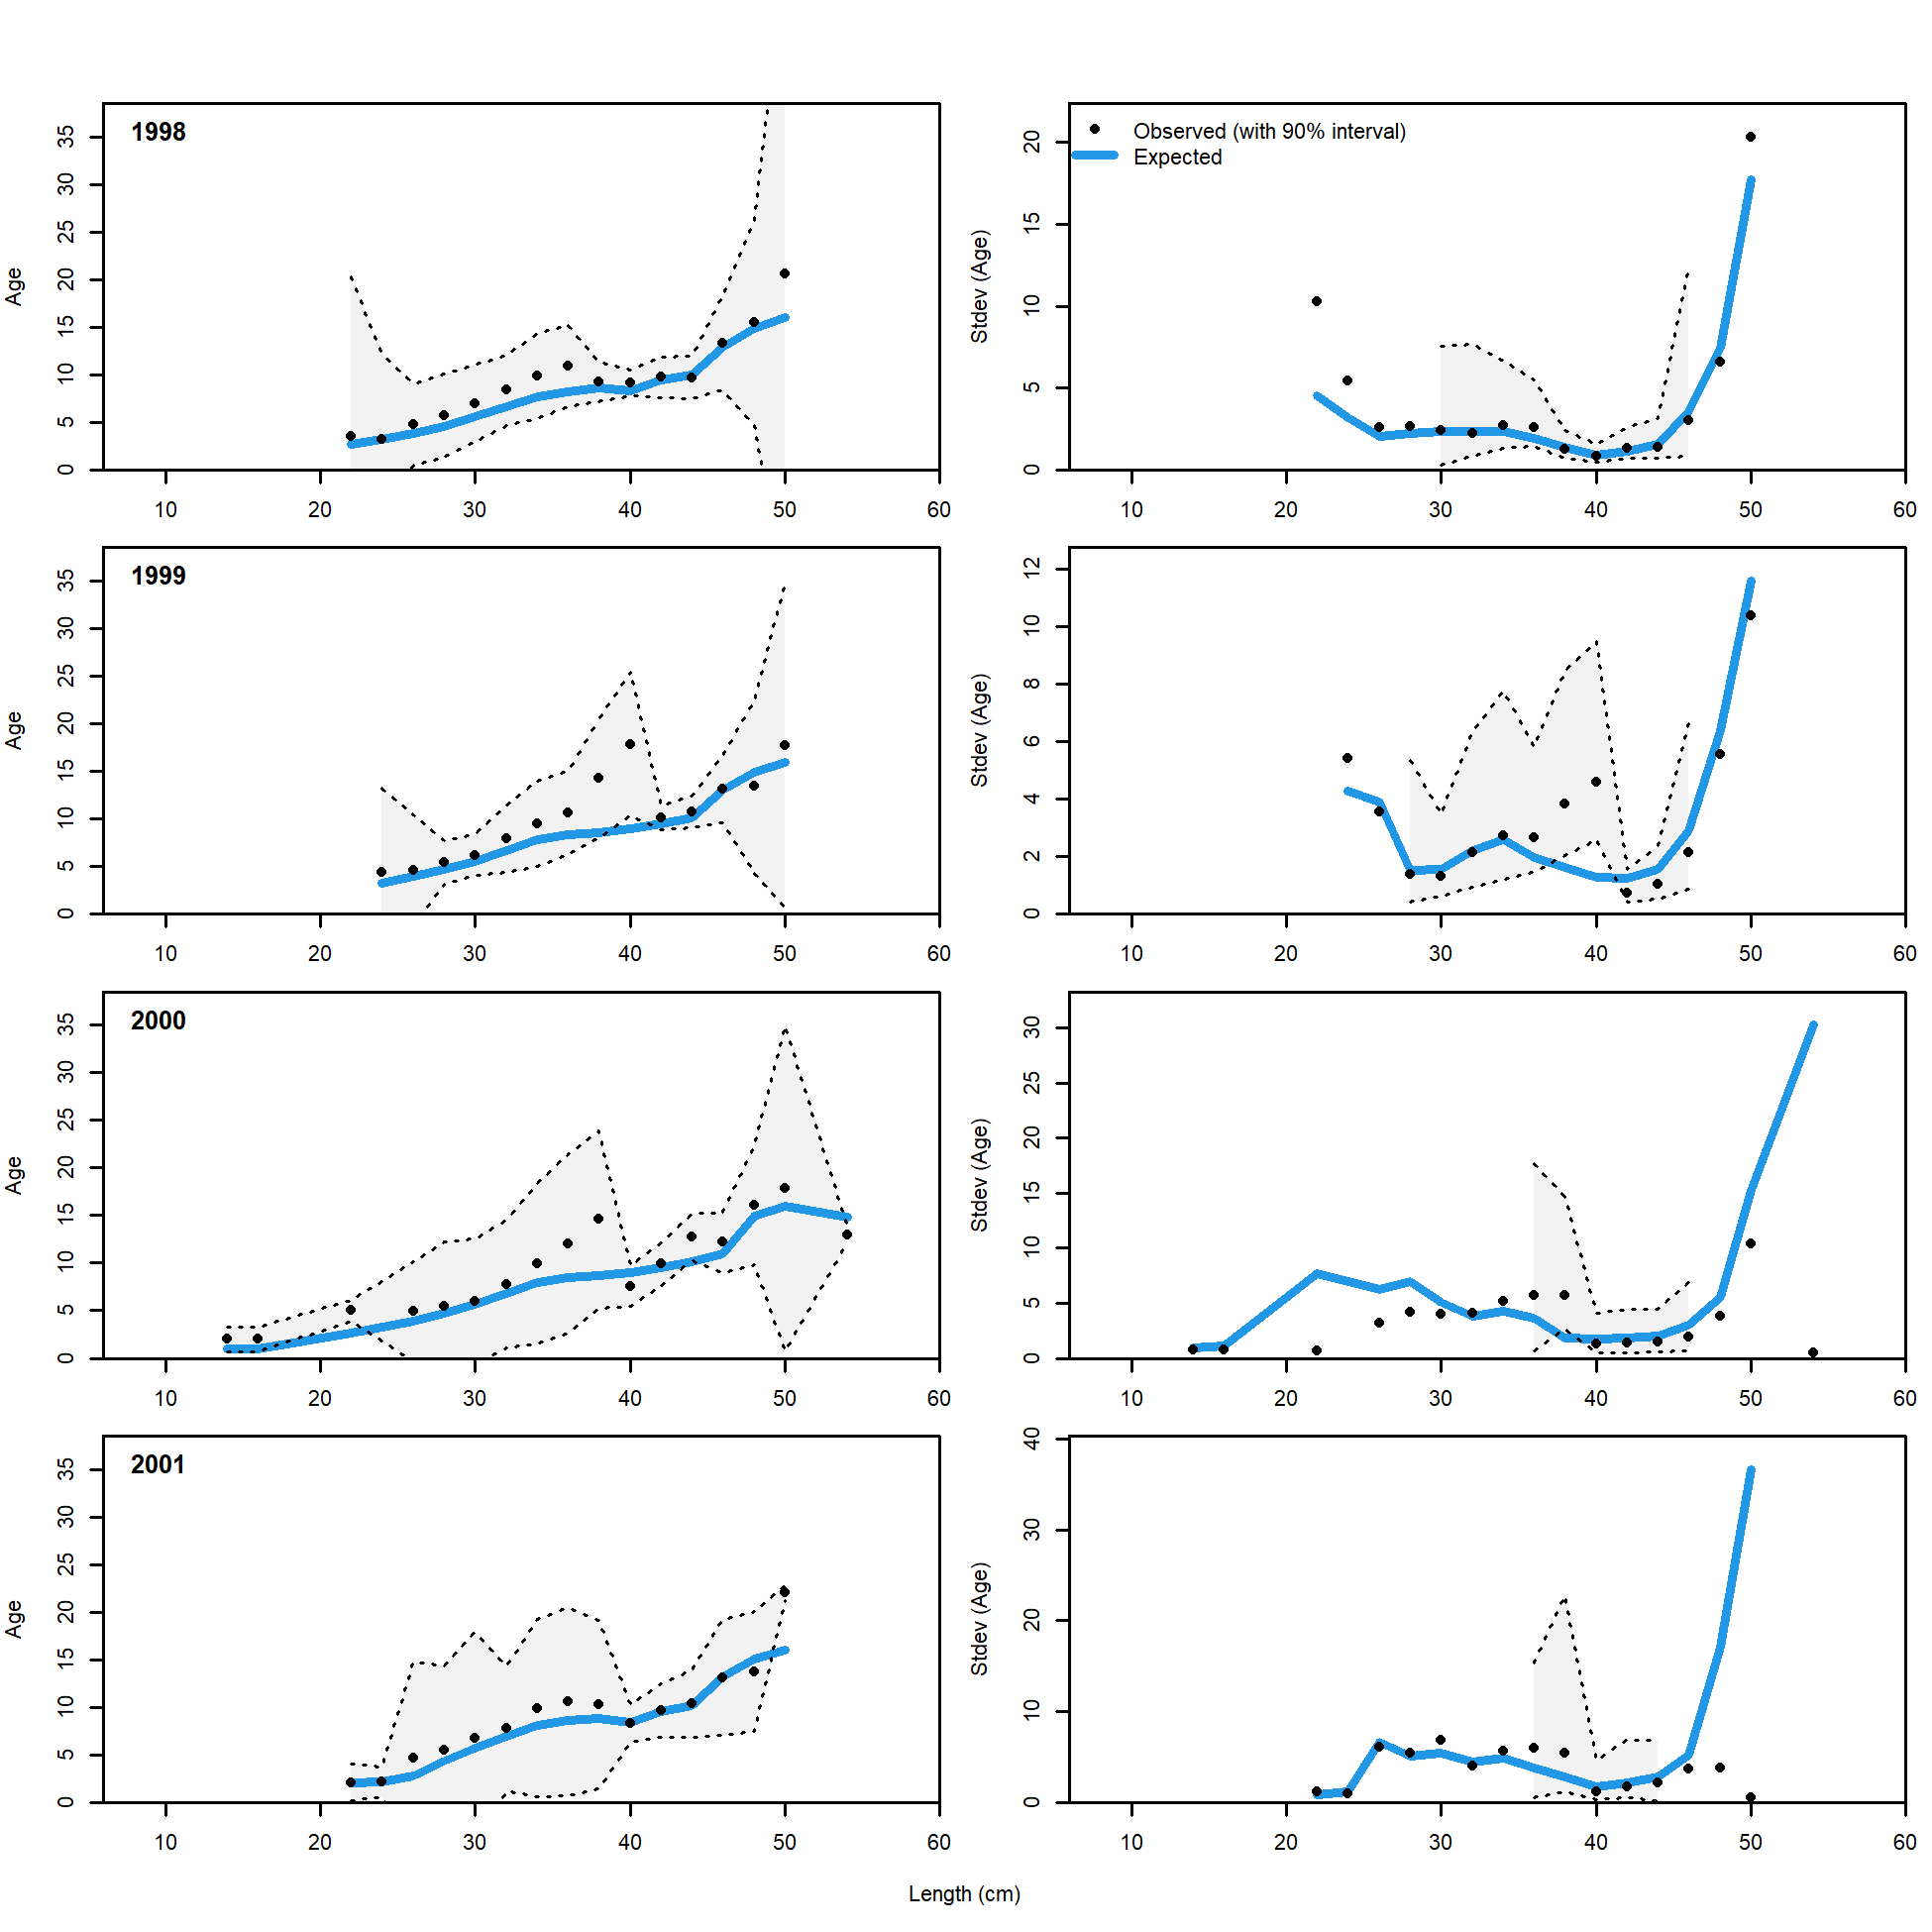 1998
Age
0 5 10 15 20 25 30 35
10 20 30 40 50 60
Observed (with 90% interval)
Expected
Stdev (Age)
0 5 10 15 20
10 20 30 40 50 60
1999
Age
0 5 10 15 20 25 30 35
10 20 30 40 50 60
Stdev (Age)
0 2 4 6 8 10 12
10 20 30 40 50 60
2000
Age
0 5 10 15 20 25 30 35
10 20 30 40 50 60
Stdev (Age)
0 5 10 15 20 25 30
10 20 30 40 50 60
2001
Age
0 5 10 15 20 25 30 35
10 20 30 40 50 60
Stdev (Age)
0 10 20 30 40
10 20 30 40 50 60
Length (cm)